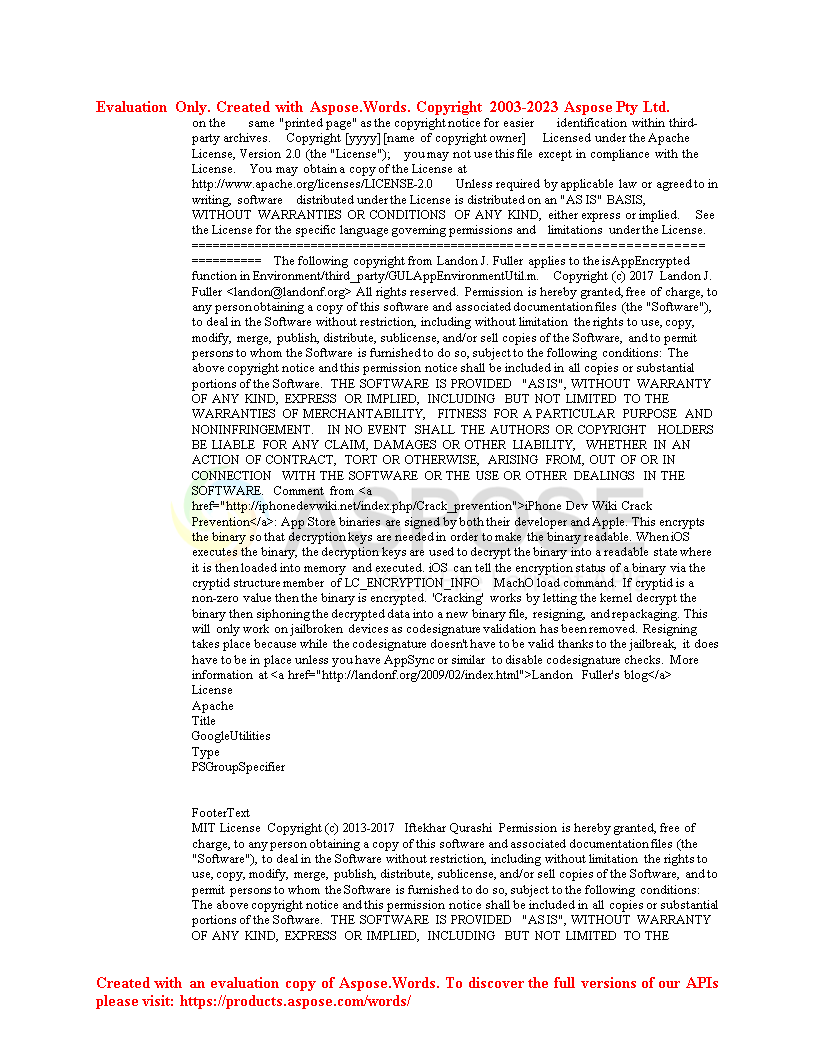 Evaluation Only. Created with Aspose.Words. Copyright 2003-2023 Aspose Pty Ltd.
on the same "printed page" as the copyright notice for easier identification within third-
party archives. Copyright [yyyy] [name of copyright owner] Licensed under the Apache
License, Version 2.0 (the "License"); you may not use this file except in compliance with the
License. You may obtain a copy of the License at
http://www.apache.org/licenses/LICENSE-2.0 Unless required by applicable law or agreed to in
writing, software distributed under the License is distributed on an "AS IS" BASIS,
WITHOUT WARRANTIES OR CONDITIONS OF ANY KIND, either express or implied. See
the License for the specific language governing permissions and limitations under the License.
==================================================================
========== The following copyright from Landon J. Fuller applies to the isAppEncrypted
function in Environment/third_party/GULAppEnvironmentUtil.m. Copyright (c) 2017 Landon J.
Fuller <landon@landonf.org> All rights reserved. Permission is hereby granted, free of charge, to
any person obtaining a copy of this software and associated documentation files (the "Software"),
to deal in the Software without restriction, including without limitation the rights to use, copy,
modify, merge, publish, distribute, sublicense, and/or sell copies of the Software, and to permit
persons to whom the Software is furnished to do so, subject to the following conditions: The
above copyright notice and this permission notice shall be included in all copies or substantial
portions of the Software. THE SOFTWARE IS PROVIDED "AS IS", WITHOUT WARRANTY
OF ANY KIND, EXPRESS OR IMPLIED, INCLUDING BUT NOT LIMITED TO THE
WARRANTIES OF MERCHANTABILITY, FITNESS FOR A PARTICULAR PURPOSE AND
NONINFRINGEMENT. IN NO EVENT SHALL THE AUTHORS OR COPYRIGHT HOLDERS
BE LIABLE FOR ANY CLAIM, DAMAGES OR OTHER LIABILITY, WHETHER IN AN
ACTION OF CONTRACT, TORT OR OTHERWISE, ARISING FROM, OUT OF OR IN
CONNECTION WITH THE SOFTWARE OR THE USE OR OTHER DEALINGS IN THE
SOFTWARE. Comment from <a
href="http://iphonedevwiki.net/index.php/Crack_prevention">iPhone Dev Wiki Crack
Prevention</a>: App Store binaries are signed by both their developer and Apple. This encrypts
the binary so that decryption keys are needed in order to make the binary readable. When iOS
executes the binary, the decryption keys are used to decrypt the binary into a readable state where
it is then loaded into memory and executed. iOS can tell the encryption status of a binary via the
cryptid structure member of LC_ENCRYPTION_INFO MachO load command. If cryptid is a
non-zero value then the binary is encrypted. 'Cracking' works by letting the kernel decrypt the
binary then siphoning the decrypted data into a new binary file, resigning, and repackaging. This
will only work on jailbroken devices as codesignature validation has been removed. Resigning
takes place because while the codesignature doesn't have to be valid thanks to the jailbreak, it does
have to be in place unless you have AppSync or similar to disable codesignature checks. More
information at <a href="http://landonf.org/2009/02/index.html">Landon Fuller's blog</a>
License
Apache
Title
GoogleUtilities
Type
PSGroupSpecifier
FooterText
MIT License Copyright (c) 2013-2017 Iftekhar Qurashi Permission is hereby granted, free of
charge, to any person obtaining a copy of this software and associated documentation files (the
"Software"), to deal in the Software without restriction, including without limitation the rights to
use, copy, modify, merge, publish, distribute, sublicense, and/or sell copies of the Software, and to
permit persons to whom the Software is furnished to do so, subject to the following conditions:
The above copyright notice and this permission notice shall be included in all copies or substantial
portions of the Software. THE SOFTWARE IS PROVIDED "AS IS", WITHOUT WARRANTY
OF ANY KIND, EXPRESS OR IMPLIED, INCLUDING BUT NOT LIMITED TO THE
Created with an evaluation copy of Aspose.Words. To discover the full versions of our APIs
please visit: https://products.aspose.com/words/